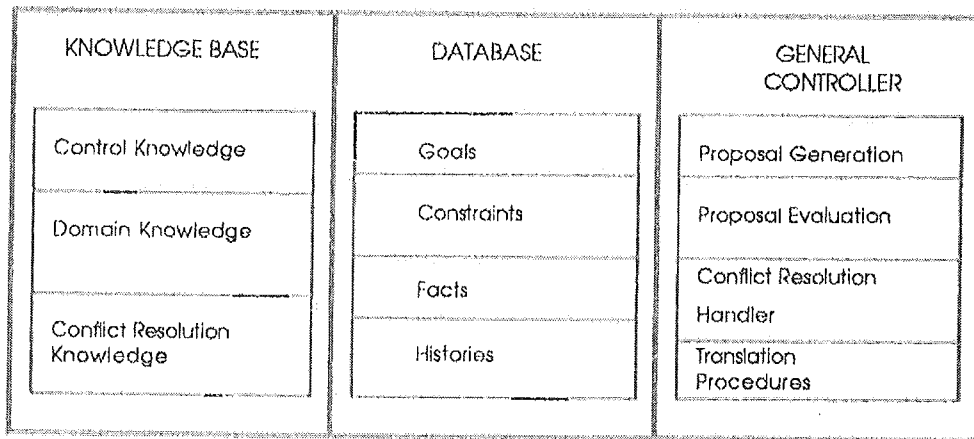 KNOWLEDGE BASE
Control Knowledge
Domain Knowledge
Conflict Resolution
Knowledge
DATABASE
Goals
Constraints
Facts
Histories
GENERAL
CONTROLLER
Proposal Generation
Proposal Evaluation
Conflict Resolution
Handler
Translation
Procedures